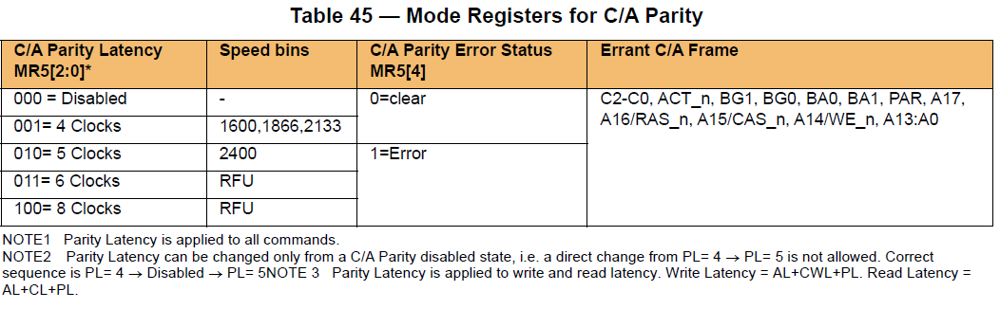 Table 45 — Mode Registers for C/A Parity
C/A Parity Latency MR5[2:0]* Speed bins C/A Parity Error Status MR5[4] Errant C/A Frame
000 = Disabled - 0=clear C2-C0, ACT_n, BG1, BG0, BA0, BA1, PAR, A17, A16/RAS_n, A15/CAS_n, A14/WE_n, A13:A0
001= 4 Clocks 1600,1866,2133
010= 5 Clocks 2400 1=Error
011= 6 Clocks RFU
100= 8 Clocks RFU
NOTE1 Parity Latency is applied to all commands.
NOTE2 Parity Latency can be changed only from a C/A Parity disabled state, i.e. a direct change from PL= 4 → PL= 5 is not allowed. Correct
sequence is PL= 4 → Disabled → PL= 5NOTE 3 Parity Latency is applied to write and read latency. Write Latency = AL+CWL+PL. Read Latency =
AL+CL+PL.